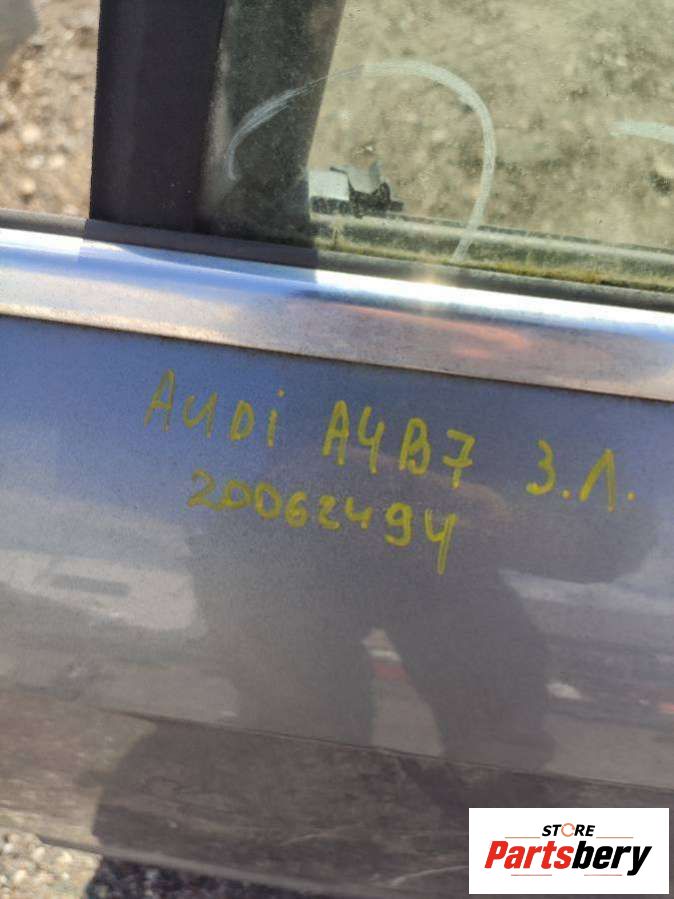 AUDi A4B7 З.Л.
20062494
STORE
Partsbery